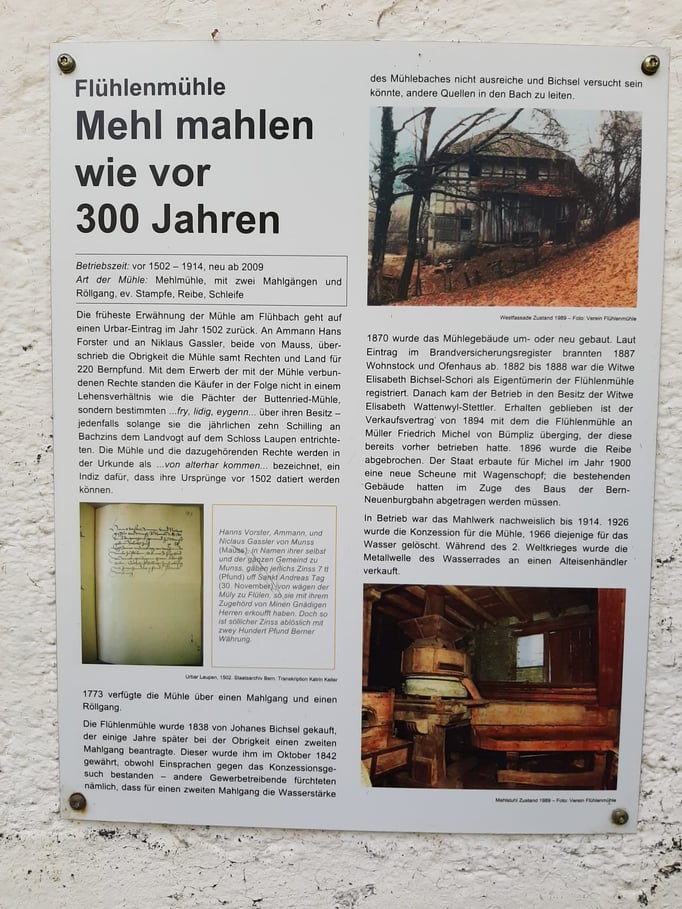 Flühlenmühle
Mehl mahlen
wie vor
300 Jahren
Betriebszeit: vor 1502 – 1914, neu ab 2009
Art der Mühle: Mehlmühle, mit zwei Mahlgängen und
Röllgang, ev. Stampfe, Reibe, Schleife
Die früheste Erwähnung der Mühle am Flühbach geht auf
einen Urbar-Eintrag im Jahr 1502 zurück. An Ammann Hans
Forster und an Niklaus Gassler, beide von Mauss, über-
schrieb die Obrigkeit die Mühle samt Rechten und Land für
220 Bernpfund. Mit dem Erwerb der mit der Mühle verbun-
denen Rechte standen die Käufer in der Folge nicht in einem
Lehensverhältnis wie die Pächter der Buttenried-Mühle,
sondern bestimmten ...fry, lidig, eygenn... über ihren Besitz –
jedenfalls solange sie die jährlichen zehn Schilling an
Bachzins dem Landvogt auf dem Schloss Laupen entrichte-
ten. Die Mühle und die dazugehörenden Rechte werden in
der Urkunde als ...von alterhar kommen... bezeichnet, ein
Indiz dafür, dass ihre Ursprünge vor 1502 datiert werden
können.
Hanns Vorster, Ammann, und
Niclaus Gassler von Munss
(Mauss), in Namen ihrer selbst
und der ganzen Gemeind zu
Munss, gäben jerlichs Zinss 7 tt
(Pfund) uff Sankt Andreas Tag
(30. November), von wägen der
Müly zu Flülen, so sie mit ihrem
Zugehörd von Minen Gnädigen
Herren erkoufft haben. Doch so
ist söllicher Zinss ablöslich mit
zwey Hundert Pfund Berner
Währung.
Urbar Laupen, 1502. Staatsarchiv Bern. Transkription Katrin Keller
1773 verfügte die Mühle über einen Mahlgang und einen
Röllgang.
Die Flühlenmühle wurde 1838 von Johanes Bichsel gekauft,
der einige Jahre später bei der Obrigkeit einen zweiten
Mahlgang beantragte. Dieser wurde ihm im Oktober 1842
gewährt, obwohl Einsprachen gegen das Konzessionsge-
such bestanden – andere Gewerbetreibende fürchteten
nämlich, dass für einen zweiten Mahlgang die Wasserstärke
des Mühlebaches nicht ausreiche und Bichsel versucht sein
könnte, andere Quellen in den Bach zu leiten.
Westfassade Zustand 1989 – Foto: Verein Flühlenmühle
1870 wurde das Mühlegebäude um- oder neu gebaut. Laut
Eintrag im Brandversicherungsregister brannten 1887
Wohnstock und Ofenhaus ab. 1882 bis 1888 war die Witwe
Elisabeth Bichsel-Schori als Eigentümerin der Flühlenmühle
registriert. Danach kam der Betrieb in den Besitz der Witwe
Elisabeth Wattenwyl-Stettler. Erhalten geblieben ist der
Verkaufsvertrag von 1894 mit dem die Flühlenmühle an
Müller Friedrich Michel von Bümpliz überging, der diese
bereits vorher betrieben hatte. 1896 wurde die Reibe
abgebrochen. Der Staat erbaute für Michel im Jahr 1900
eine neue Scheune mit Wagenschopf; die bestehenden
Gebäude hatten im Zuge des Baus der Bern-
Neuenburgbahn abgetragen werden müssen.
In Betrieb war das Mahlwerk nachweislich bis 1914. 1926
wurde die Konzession für die Mühle, 1966 diejenige für das
Wasser gelöscht. Während des 2. Weltkrieges wurde die
Metallwelle des Wasserrades an einen Alteisenhändler
verkauft.
Mahlstuhl Zustand 1989 – Foto: Verein Flühlenmühle